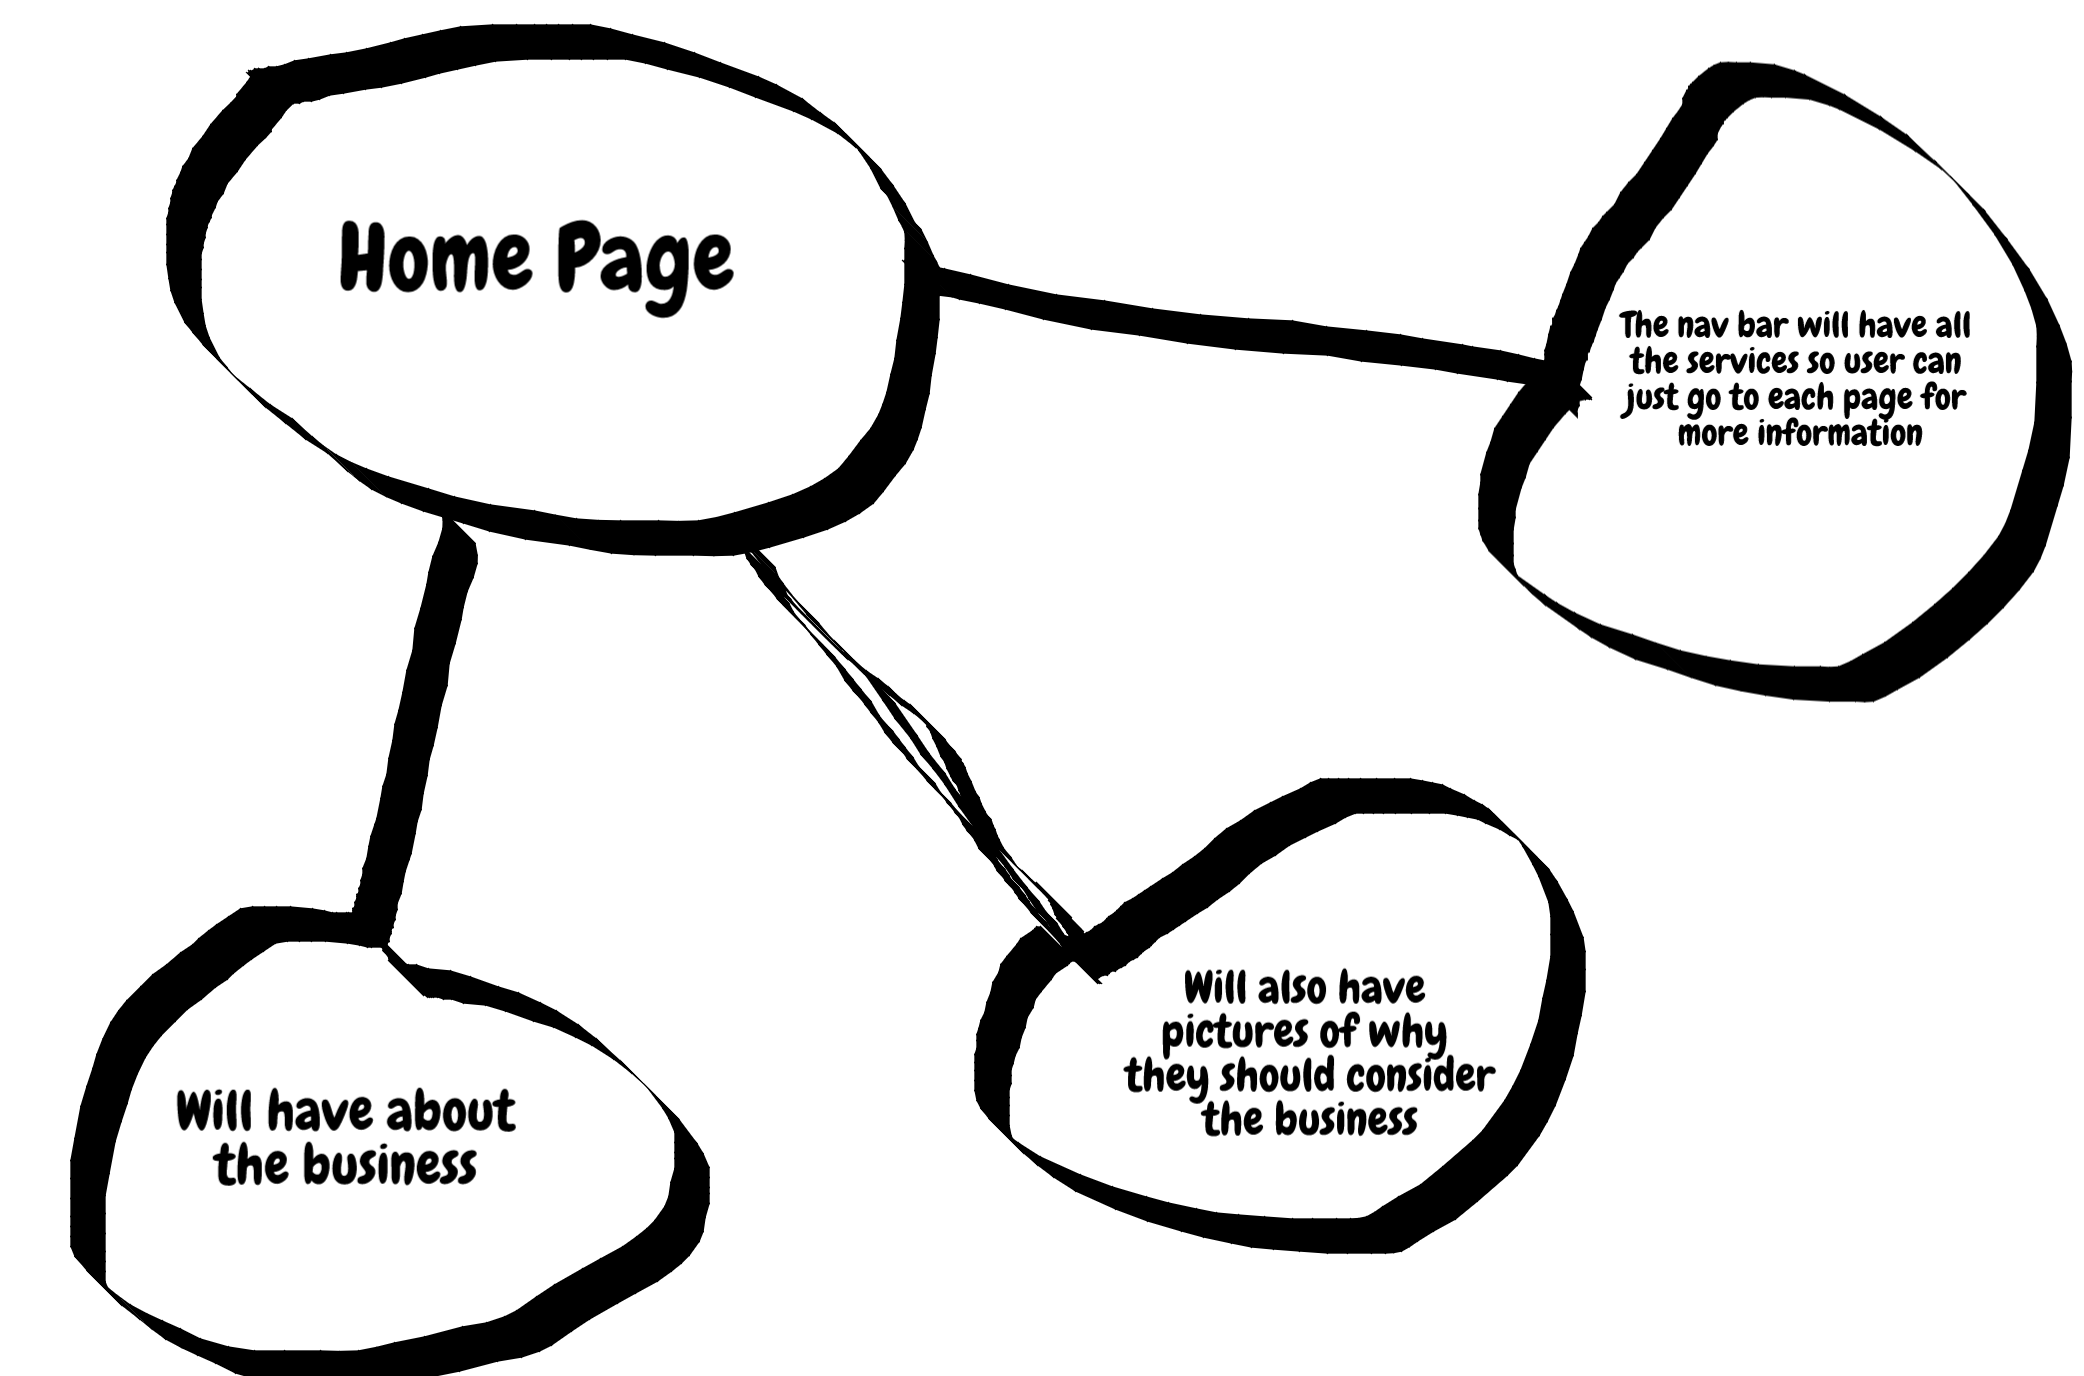 Home Page
The nav bar will have all
the services so user can
just go to each page for
more information
Will also have
pictures of why
they should consider
the business
Will have about
the business